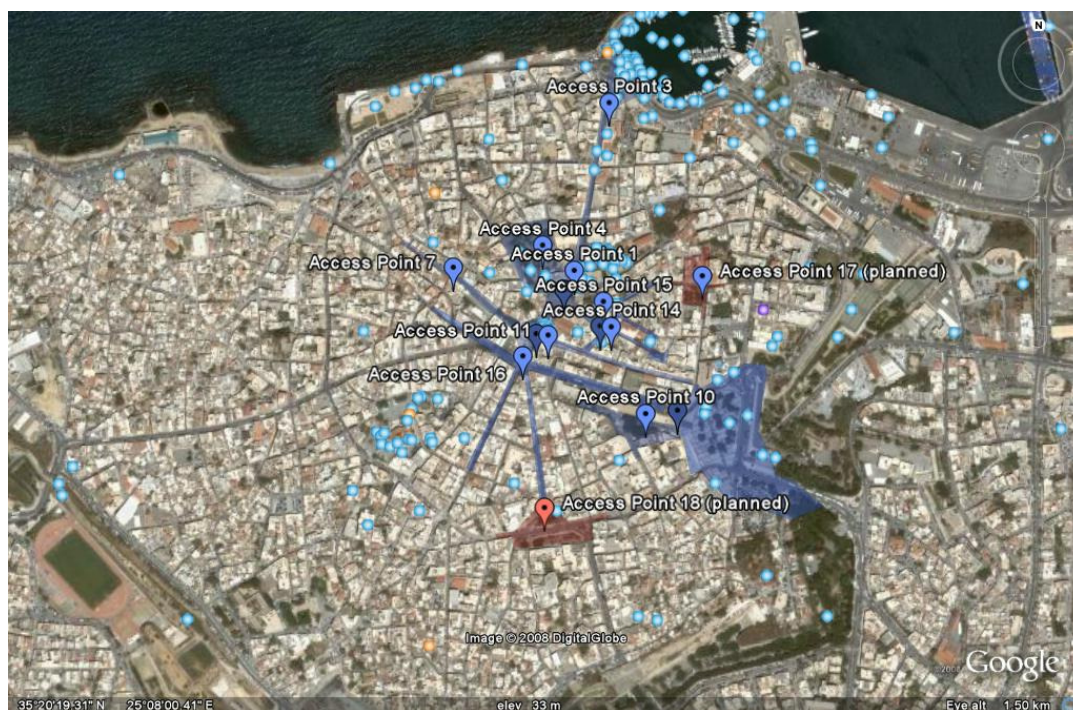 N
Access Point 3
Access Point 4
Access Point 1
Access Point 7
Access Point 17 (planned)
Access Point 15
Access Point 14
Access Point 11
Access Point 16
Access Point 10
Access Point 18 (planned)
Image © 2008 DigitalGlobe
©2008 Google
35°20'19.31" N 25°08'00.41" E elev 33 m Eye alt 1.50 km